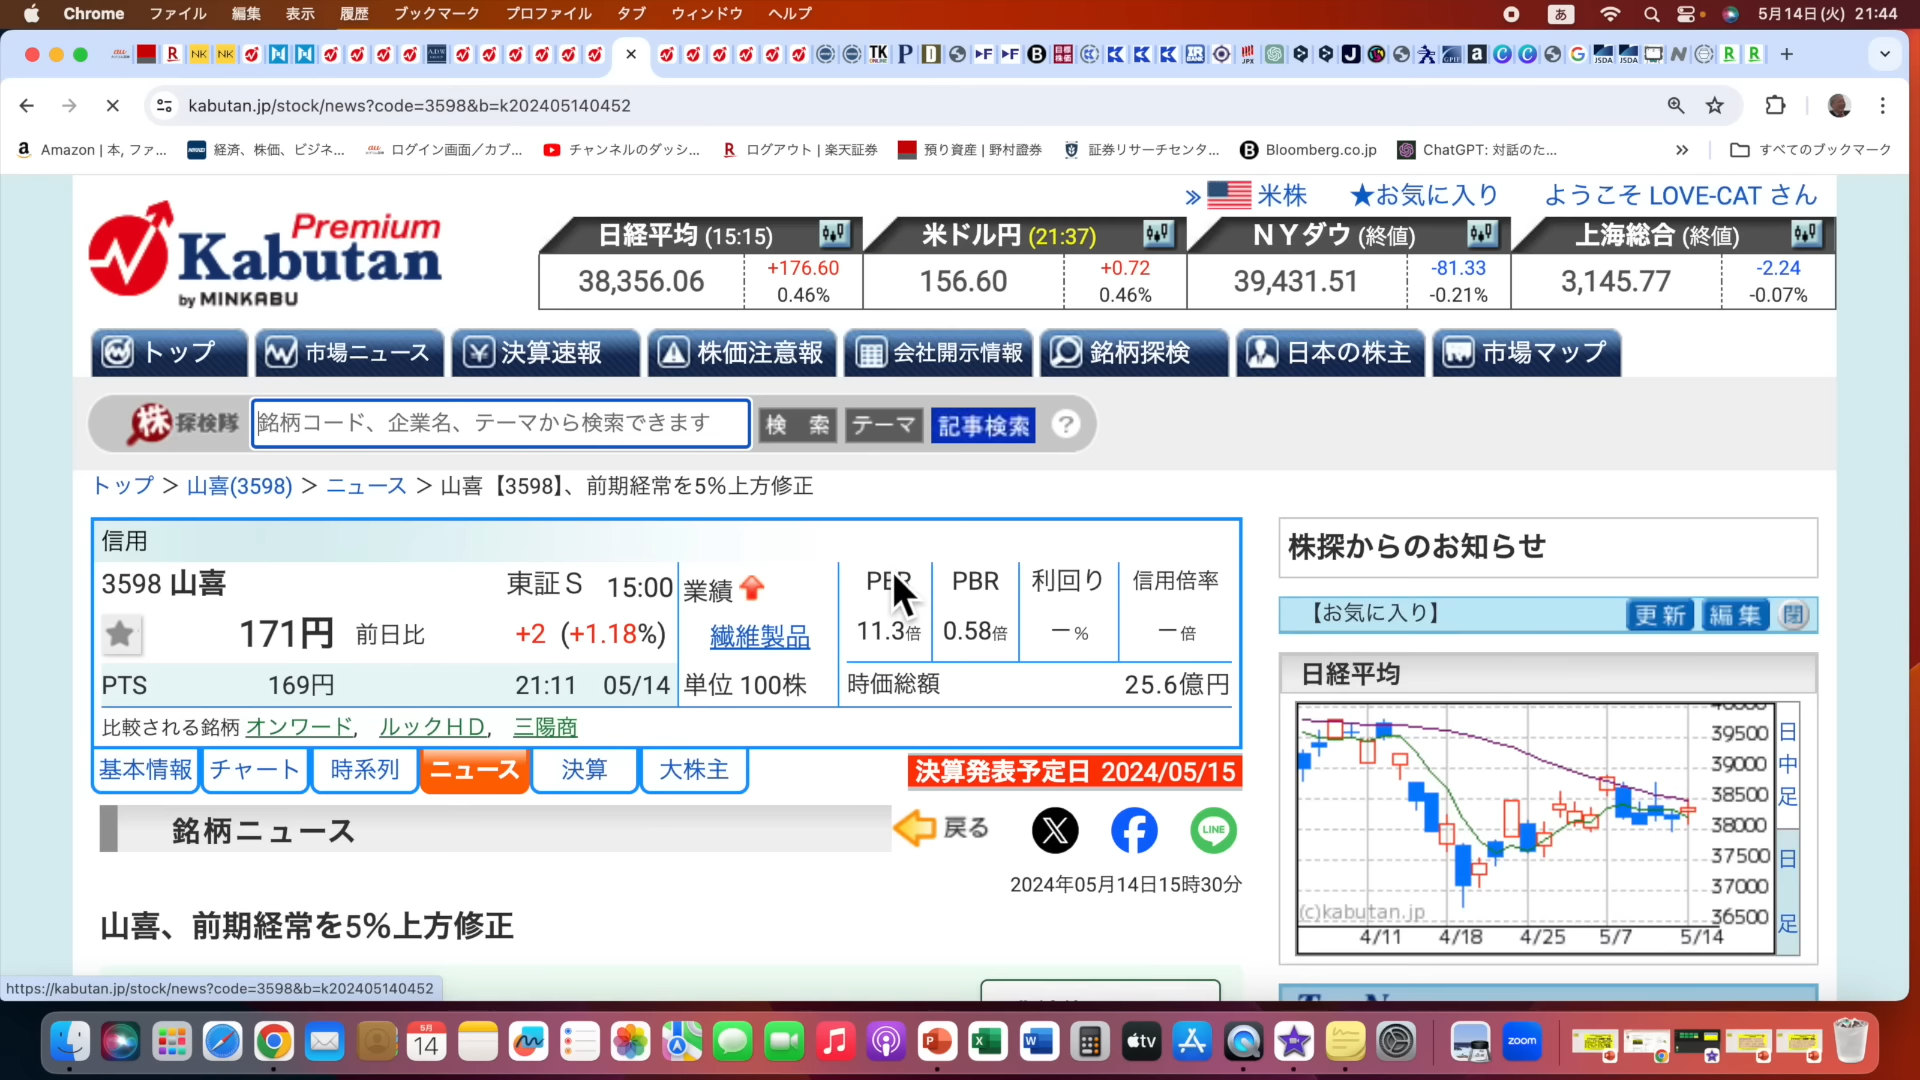 Chrome ファイル 編集 表示 履歴 ブックマーク プロファイル タブ ウィンドウ ヘルプ あ 5月14日(火) 21:44
kabutan.jp/stock/news?code=3598&b=k202405140452
Amazon | 本, ファ... 経済、株価、ビジネ... ログイン画面／カブ... チャンネルのダッシ... ログアウト | 楽天証券 預り資産 | 野村證券 証券リサーチセンタ... Bloomberg.co.jp ChatGPT: 対話のた... » すべてのブックマーク
米株 ★お気に入り ようこそ LOVE-CAT さん
Premium
Kabutan
by MINKABU
日経平均 (15:15) 米ドル円 (21:37) ＮＹダウ (終値) 上海総合 (終値)
38,356.06 +176.60 0.46% 156.60 +0.72 0.46% 39,431.51 -81.33 -0.21% 3,145.77 -2.24 -0.07%
トップ 市場ニュース 決算速報 株価注意報 会社開示情報 銘柄探検 日本の株主 市場マップ
株探検隊 銘柄コード、企業名、テーマから検索できます 検 索 テーマ 記事検索 ?
トップ > 山喜(3598) > ニュース > 山喜【3598】、前期経常を5％上方修正
信用
3598 山喜 東証Ｓ 15:00 業績 PBR 利回り 信用倍率
171円 前日比 +2 (+1.18%) 繊維製品 11.3倍 0.58倍 －% －倍
PTS 169円 21:11 05/14 単位 100株 時価総額 25.6億円
比較される銘柄 オンワード, ルックＨＤ, 三陽商
基本情報 チャート 時系列 ニュース 決算 大株主 決算発表予定日 2024/05/15
銘柄ニュース 戻る LINE
2024年05月14日15時30分
山喜、前期経常を5％上方修正
株探からのお知らせ
【お気に入り】 更新 編集 閉
日経平均
39500
39000
38500
38000
37500
37000
36500
4/11 4/18 4/25 5/7 5/14
(c)kabutan.jp
日
中
足
日
足
https://kabutan.jp/stock/news?code=3598&b=k202405140452
5月
14
tv
zoom